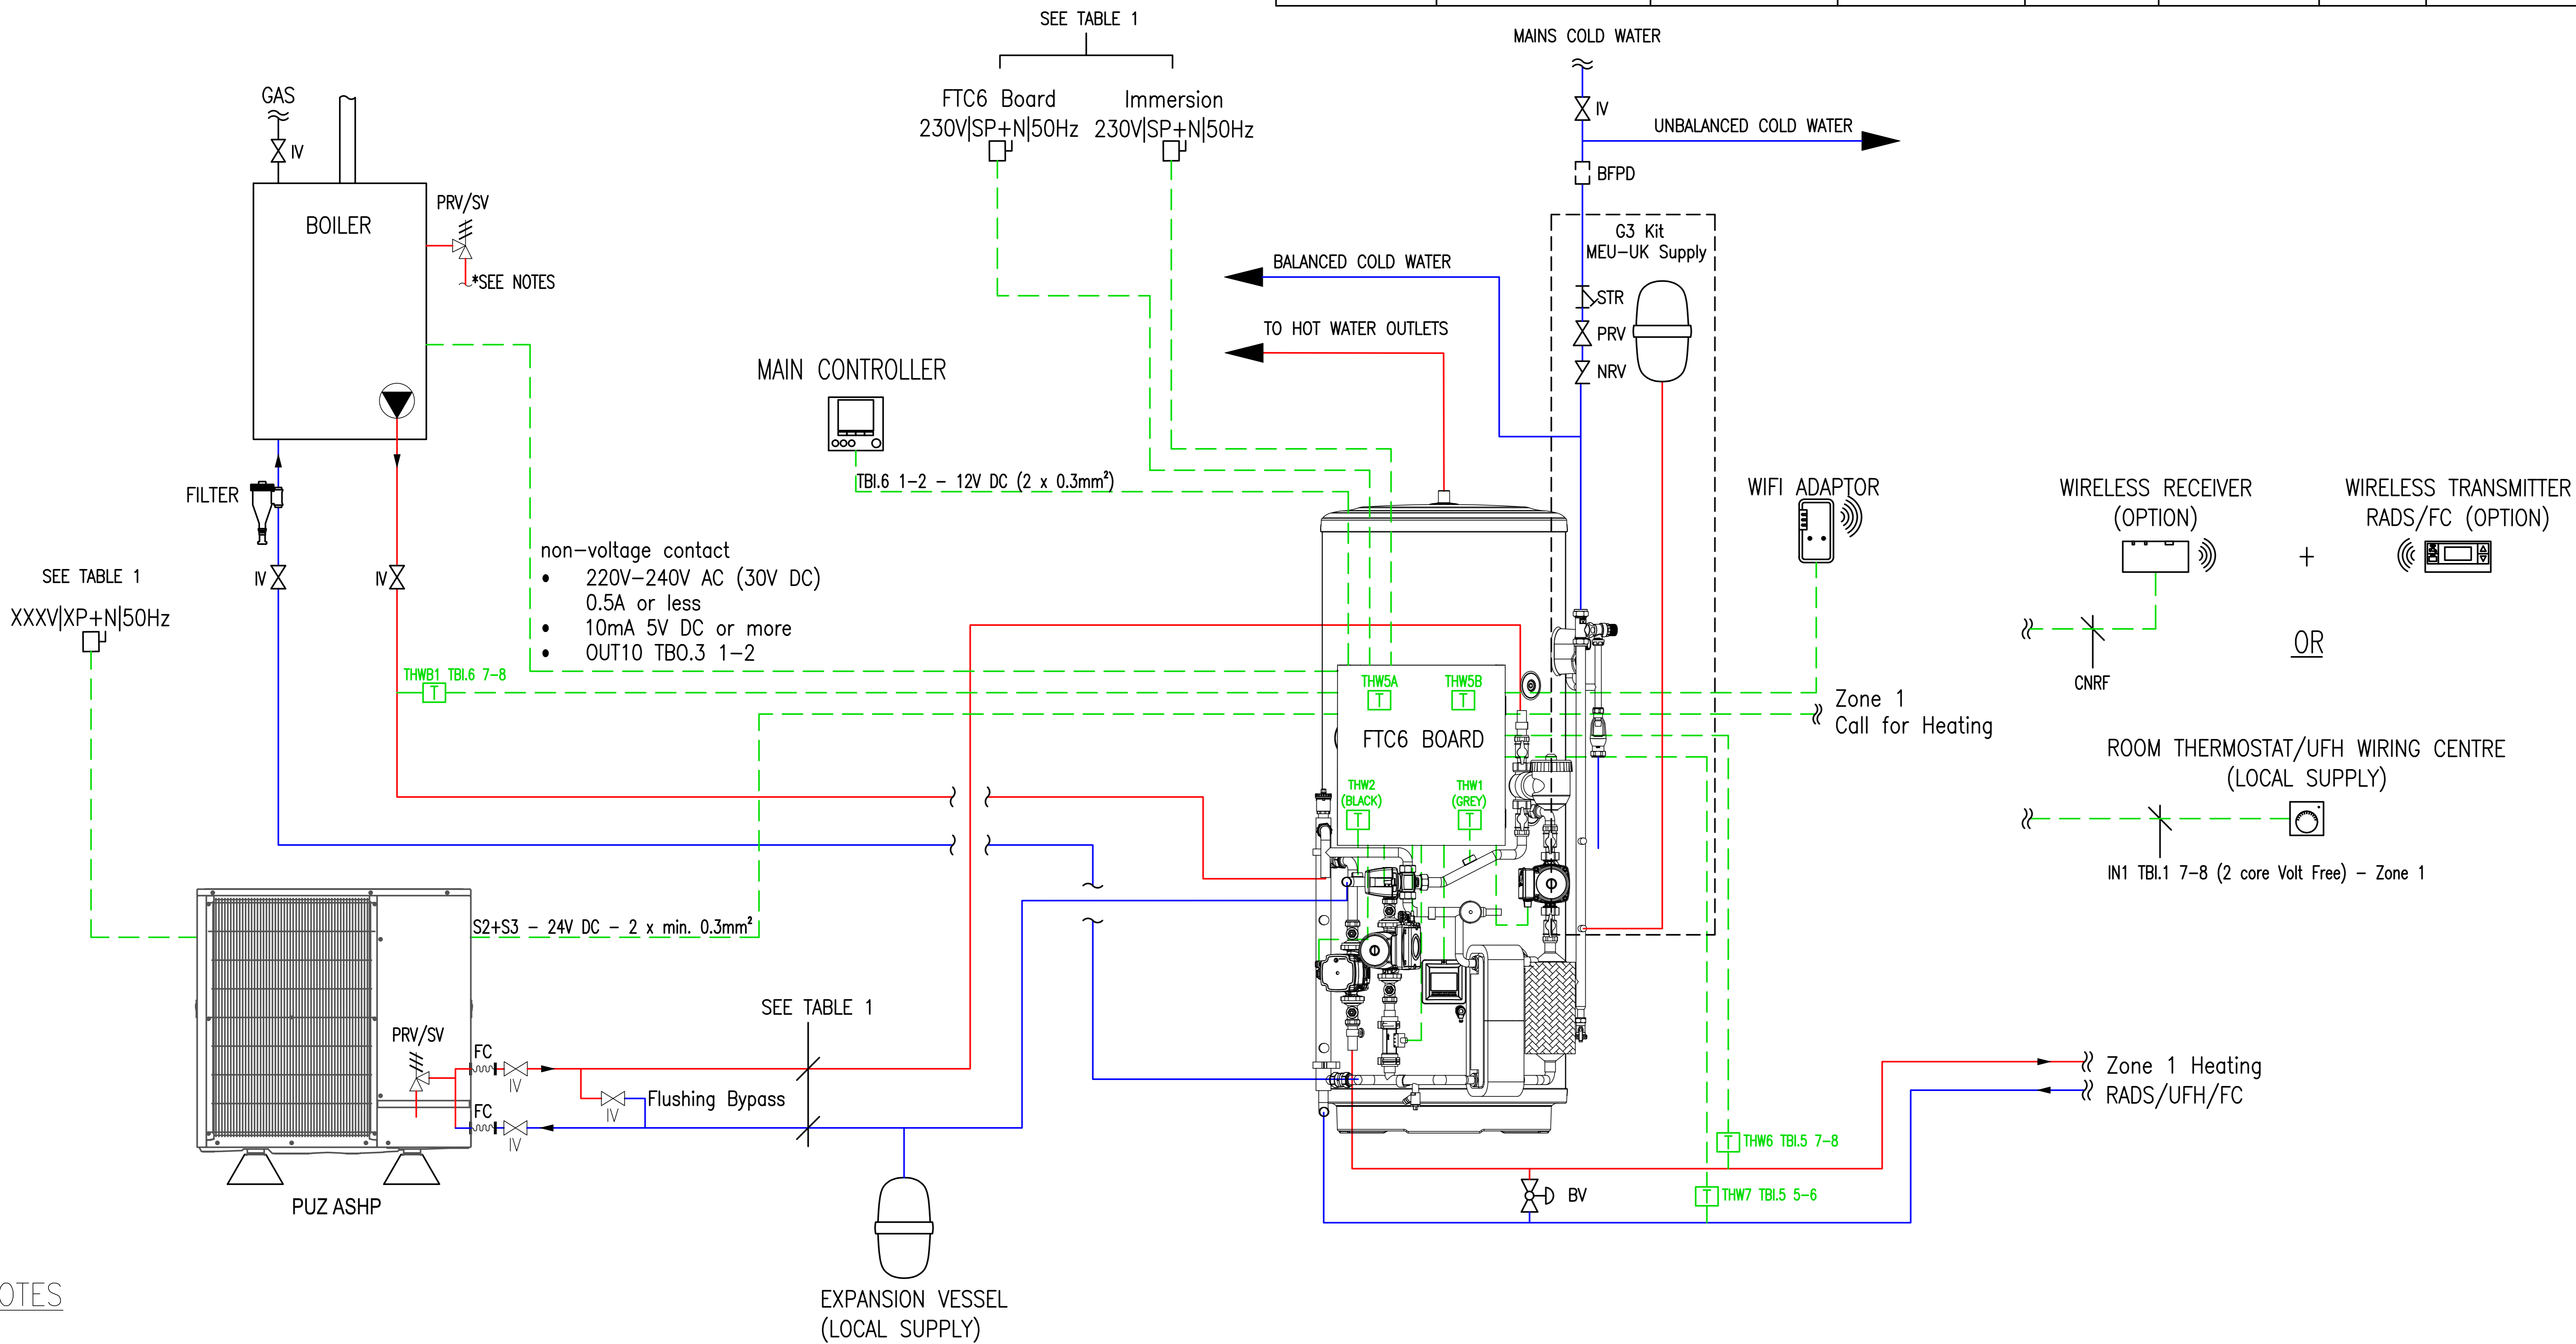 SEE TABLE 1
MAINS COLD WATER
GAS
FTC6 Board
230V|SP+N|50Hz
Immersion
230V|SP+N|50Hz
IV
IV
UNBALANCED COLD WATER
BFPD
PRV/SV
BOILER
*SEE NOTES
G3 Kit
MEU-UK Supply
BALANCED COLD WATER
STR
TO HOT WATER OUTLETS
PRV
NRV
MAIN CONTROLLER
TBI.6 1-2 - 12V DC (2 x 0.3mm²)
FILTER
WIFI ADAPTOR
WIRELESS RECEIVER
(OPTION)
WIRELESS TRANSMITTER
RADS/FC (OPTION)
+
non-voltage contact
• 220V-240V AC (30V DC)
0.5A or less
• 10mA 5V DC or more
• OUT10 TBO.3 1-2
IV
IV
SEE TABLE 1
XXXV|XP+N|50Hz
OR
CNRF
THWB1 TBI.6 7-8
T
THW5A
T
THW5B
T
Zone 1
Call for Heating
FTC6 BOARD
ROOM THERMOSTAT/UFH WIRING CENTRE
(LOCAL SUPPLY)
THW2
(BLACK)
T
THW1
(GREY)
T
IN1 TBI.1 7-8 (2 core Volt Free) - Zone 1
S2+S3 - 24V DC - 2 x min. 0.3mm²
SEE TABLE 1
PRV/SV
FC
IV
Flushing Bypass
IV
FC
IV
Zone 1 Heating
RADS/UFH/FC
T
THW6 TBI.5 7-8
T
THW7 TBI.5 5-6
BV
PUZ ASHP
EXPANSION VESSEL
(LOCAL SUPPLY)
OTES